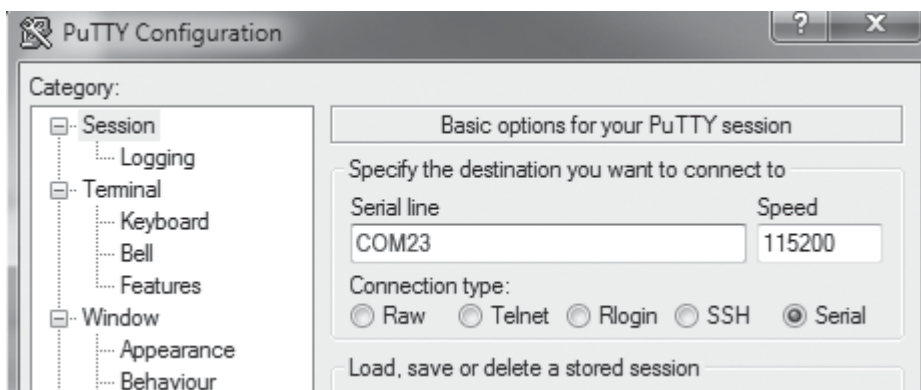 PuTTY Configuration
?
X
Category:
Session
Logging
Terminal
Keyboard
Bell
Features
Window
Appearance
Behaviour
Basic options for your PuTTY session
Specify the destination you want to connect to
Serial line
Speed
COM23
115200
Connection type:
Raw
Telnet
Rlogin
SSH
Serial
Load, save or delete a stored session